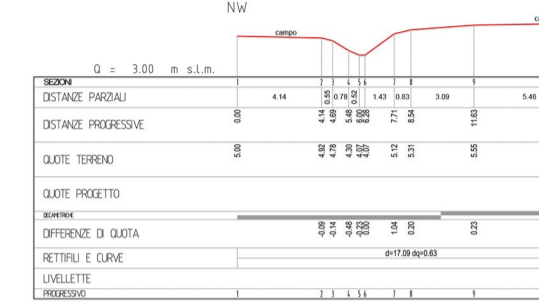 NW
campo
c
Q = 3.00 m s.l.m.
SEZIONI 1 2 3 4 5 6 7 8 9
DISTANZE PARZIALI 4.14 0.55 0.78 0.52 1.43 0.83 3.09 5.46
DISTANZE PROGRESSIVE 0.00 4.14 4.69 5.48 6.00 6.28 7.71 8.54 11.63
QUOTE TERRENO 5.00 4.92 4.78 4.30 4.07 4.07 5.12 5.31 5.55
QUOTE PROGETTO
DECAMETRICHE
DIFFERENZE DI QUOTA -0.09 -0.14 -0.48 -0.23 0.00 1.04 0.20 0.23
RETTIFILI E CURVE d=17.09 dq=0.63
LIVELLETTE
PROGRESSIVO 1 2 3 4 5 6 7 8 9